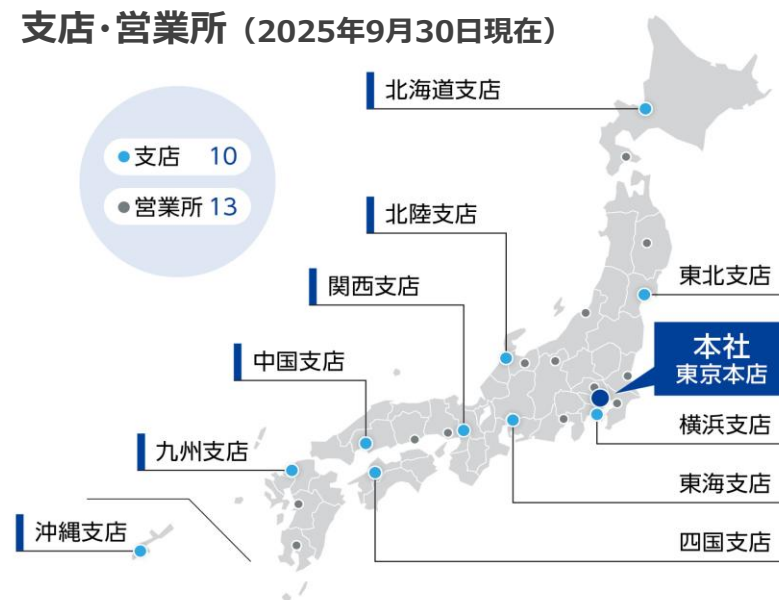 支店・営業所（2025年9月30日現在）
北海道支店
支店 10
営業所 13
北陸支店
東北支店
関西支店
本社
東京本店
中国支店
横浜支店
九州支店
東海支店
沖縄支店
四国支店